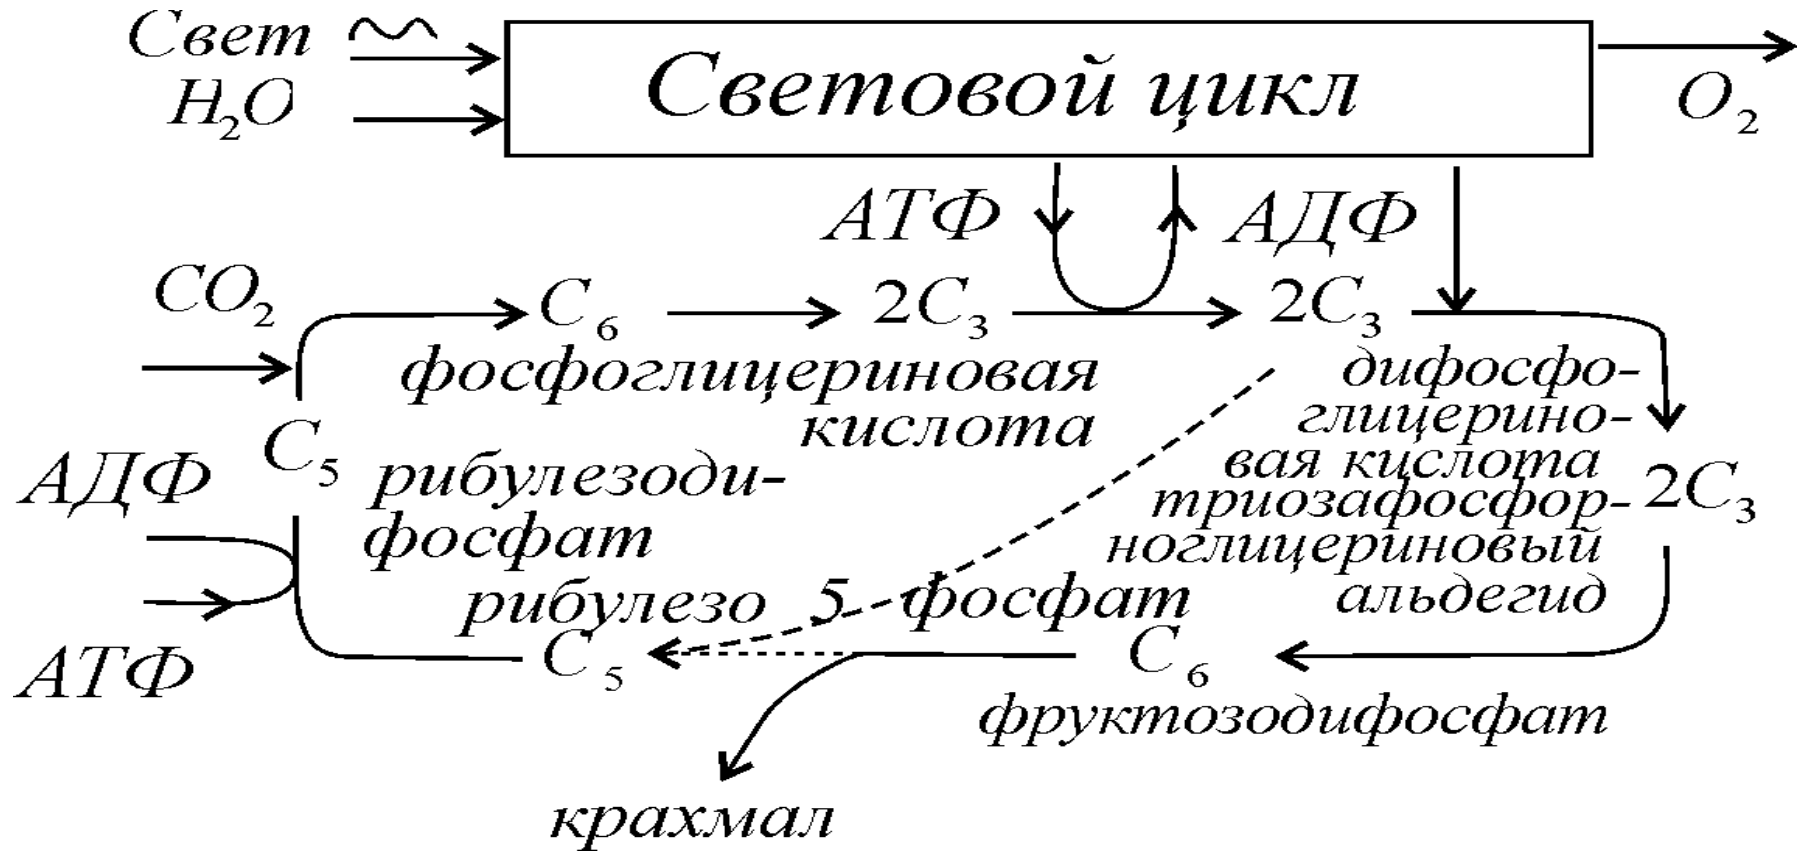 Свет
H₂O
Световой цикл
O₂
АТФ
АДФ
CO₂
C₆
2C₃
2C₃
фосфоглицериновая
кислота
дифосфо-
глицерино-
вая кислота
триозафосфор-
ноглицериновый
альдегид
2C₃
C₅
рибулезоди-
фосфат
АДФ
АТФ
рибулезо 5 фосфат
C₅
C₆
фруктозодифосфат
крахмал